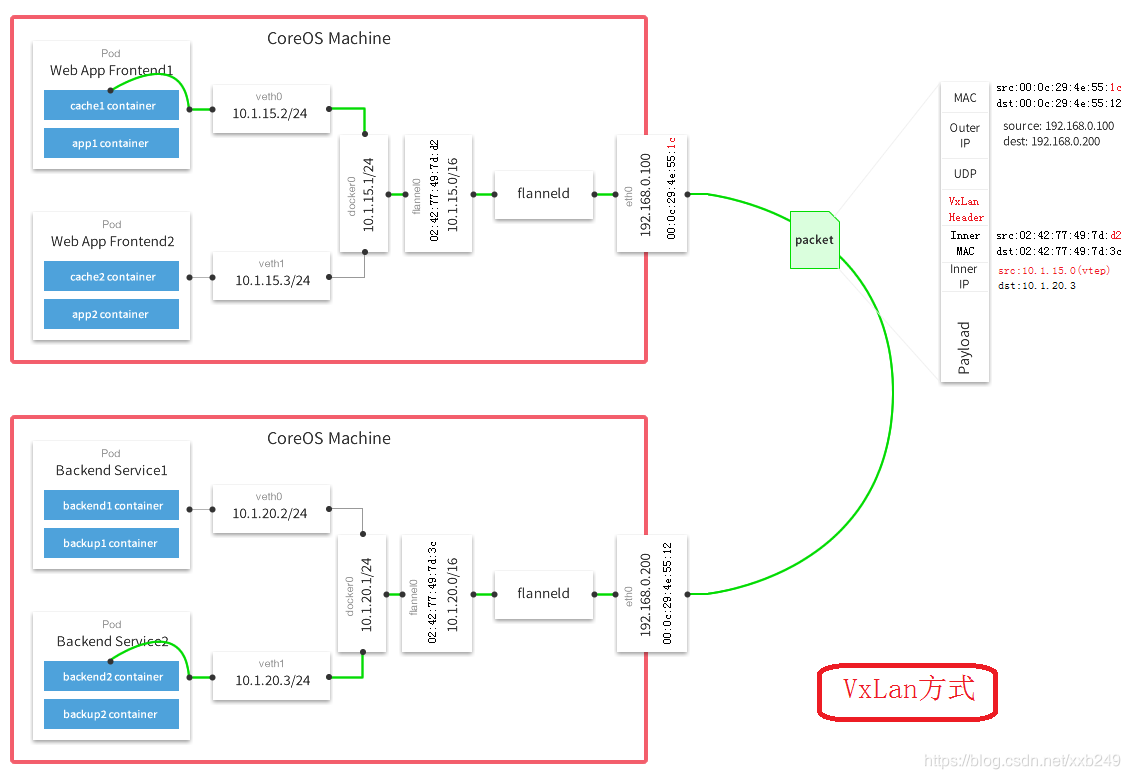 CoreOS Machine
Pod
Web App Frontend1
cache1 container
app1 container
veth0
10.1.15.2/24
Pod
Web App Frontend2
cache2 container
app2 container
veth1
10.1.15.3/24
docker0
10.1.15.1/24
flannel0
02:42:77:49:7d:d2
10.1.15.0/16
flanneld
eth0
192.168.0.100
00:0c:29:4e:55:1c
packet
MAC
src:00:0c:29:4e:55:1c
dst:00:0c:29:4e:55:12
Outer
IP
source: 192.168.0.100
dest: 192.168.0.200
UDP
VxLan
Header
Inner
MAC
src:02:42:77:49:7d:d2
dst:02:42:77:49:7d:3c
Inner
IP
src:10.1.15.0(vtep)
dst:10.1.20.3
Payload
CoreOS Machine
Pod
Backend Service1
backend1 container
backup1 container
veth0
10.1.20.2/24
Pod
Backend Service2
backend2 container
backup2 container
veth1
10.1.20.3/24
docker0
10.1.20.1/24
flannel0
02:42:77:49:7d:3c
10.1.20.0/16
flanneld
eth0
192.168.0.200
00:0c:29:4e:55:12
VxLan方式
https://blog.csdn.net/xxb249